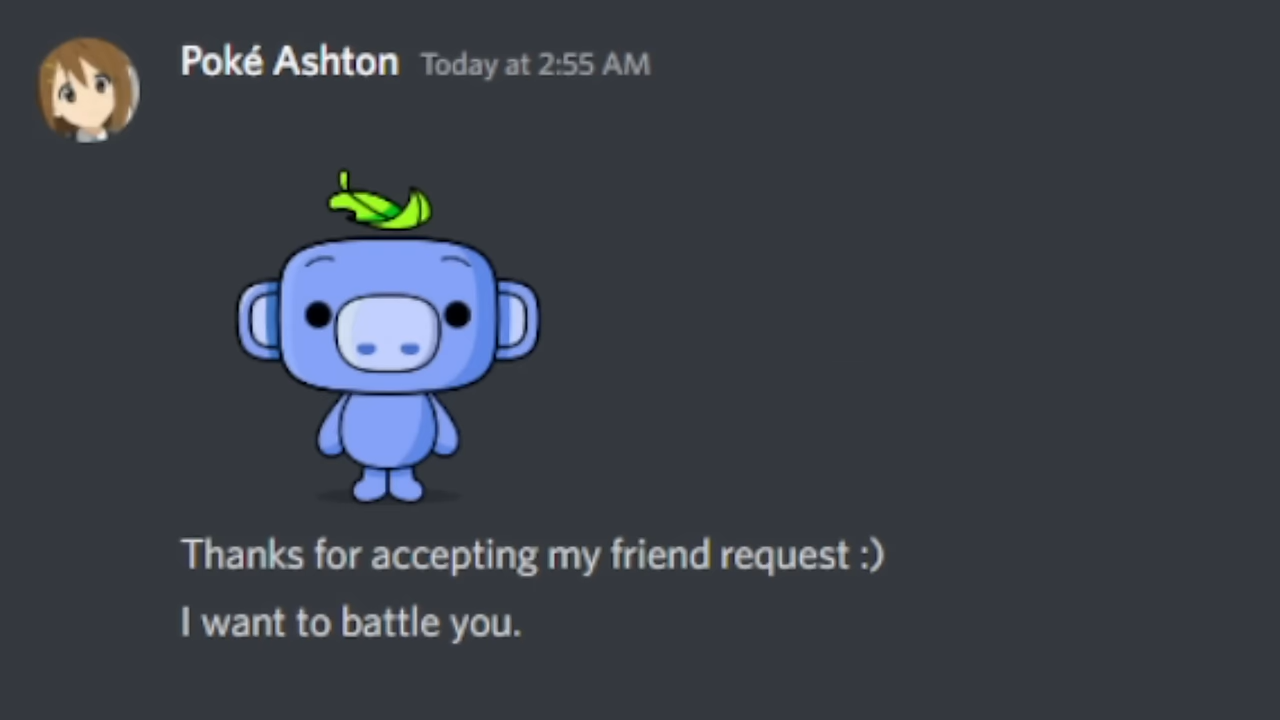 Poké Ashton Today at 2:55 AM
Thanks for accepting my friend request :)
I want to battle you.